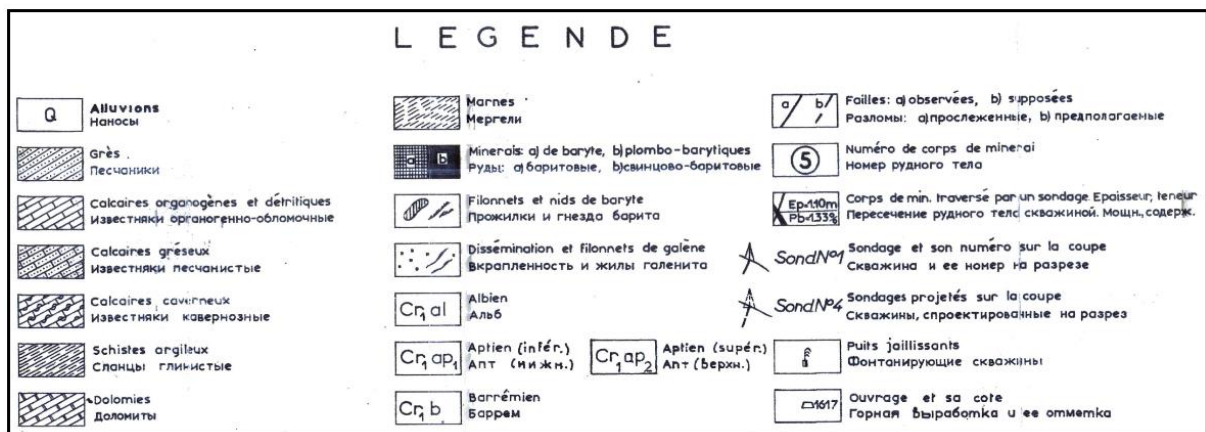 LEGENDE
Q
Alluvions
Наносы
Grès
Песчаники
Calcaires organogènes et détritiques
Известняки органогенно-обломочные
Calcaires gréseux
Известняки песчанистые
Calcaires caverneux
Известняки кавернозные
Schistes argileux
Сланцы глинистые
Dolomies
Доломиты
Marnes
Мергели
a b
Minerais: a) de baryte, b) plombo-barytiques
Руды: а) баритовые, b) свинцово-баритовые
Filonnets et nids de baryte
Прожилки и гнезда барита
Dissémination et filonnets de galène
Вкрапленность и жилы галенита
Cr1 al
Albien
Альб
Cr1 ap1
Aptien (infér.)
Апт (нижн.)
Cr1 ap2
Aptien (supér.)
Апт (верхн.)
Cr1 b
Barrémien
Баррем
a b
Failles: a) observées, b) supposées
Разломы: а) прослеженные, b) предполагаемые
5
Numéro de corps de minerai
Номер рудного тела
Ep-1.10m
Pb-1.33%
Corps de min. traversé par un sondage. Epaisseur, teneur
Пересечение рудного тела скважиной. Мощн., содерж.
Sond Nº1
Sondage et son numéro sur la coupe
Скважина и ее номер на разрезе
Sond Nº4
Sondages projetés sur la coupe
Скважины, спроектированные на разрез
Puits jaillissants
Фонтанирующие скважины
1617
Ouvrage et sa cote
Горная выработка и ее отметка